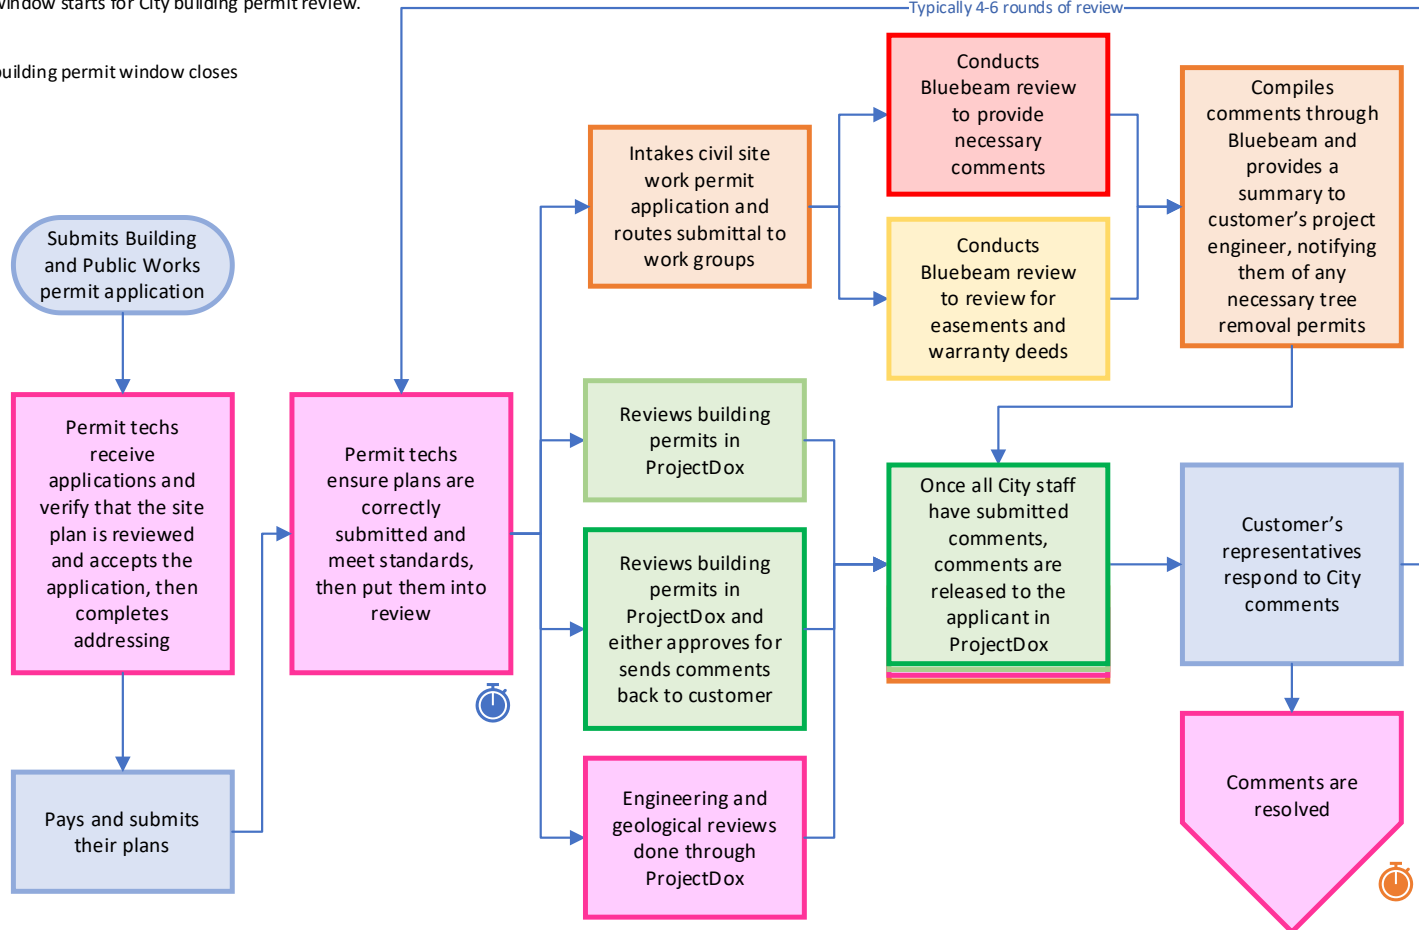 window starts for City building permit review.
building permit window closes
Typically 4-6 rounds of review
Submits Building
and Public Works
permit application
Permit techs
receive
applications and
verify that the site
plan is reviewed
and accepts the
application, then
completes
addressing
Pays and submits
their plans
Permit techs
ensure plans are
correctly
submitted and
meet standards,
then put them into
review
Intakes civil site
work permit
application and
routes submittal to
work groups
Reviews building
permits in
ProjectDox
Reviews building
permits in
ProjectDox and
either approves for
sends comments
back to customer
Engineering and
geological reviews
done through
ProjectDox
Conducts
Bluebeam review
to provide
necessary
comments
Conducts
Bluebeam review
to review for
easements and
warranty deeds
Compiles
comments through
Bluebeam and
provides a
summary to
customer’s project
engineer, notifying
them of any
necessary tree
removal permits
Once all City staff
have submitted
comments,
comments are
released to the
applicant in
ProjectDox
Customer’s
representatives
respond to City
comments
Comments are
resolved